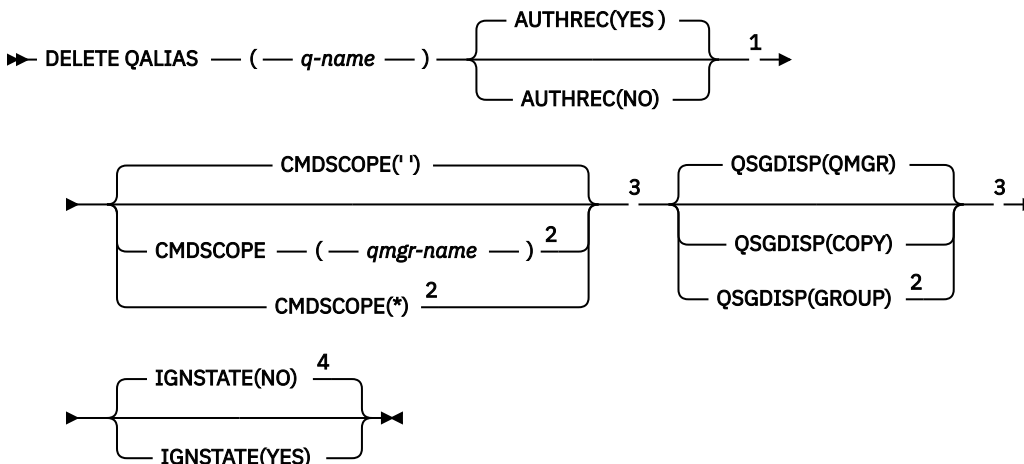 AUTHREC(YES )
DELETE QALIAS ( q-name ) 1
AUTHREC(NO)
CMDSCOPE(' ') QSGDISP(QMGR)
3 3
CMDSCOPE ( qmgr-name ) 2 QSGDISP(COPY)
CMDSCOPE(*) 2 QSGDISP(GROUP) 2
IGNSTATE(NO) 4
IGNSTATE(YES)